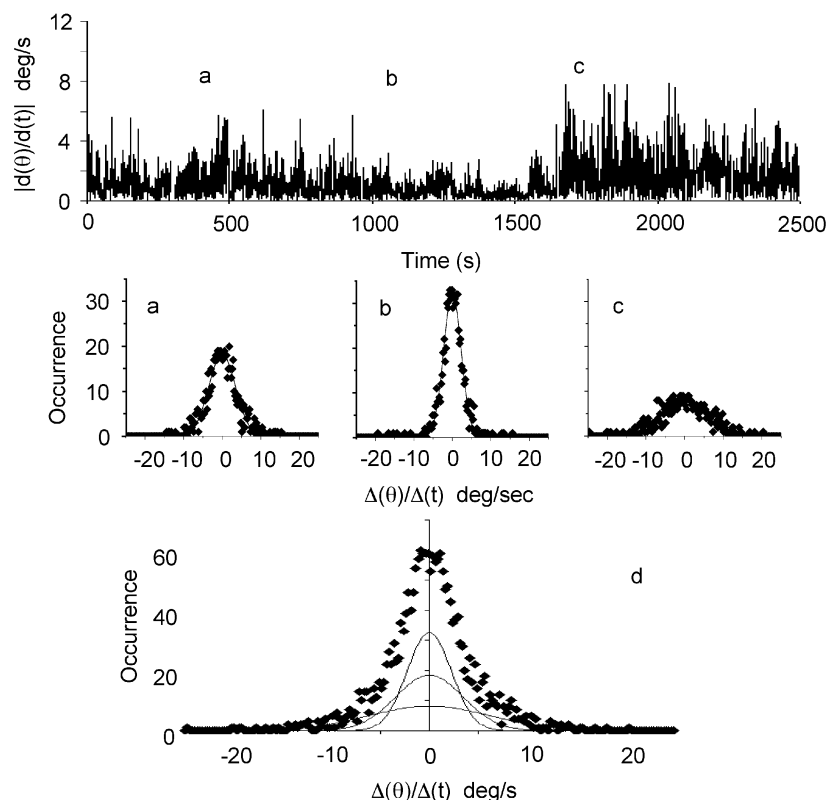 12
8
4
0
|d(θ)/d(t)| deg/s
a
b
c
0
500
1000
1500
2000
2500
Time (s)
Occurrence
30
20
10
0
a
b
c
-20 -10 0 10 20
-20 -10 0 10 20
-20 -10 0 10 20
Δ(θ)/Δ(t) deg/sec
Occurrence
60
40
20
0
d
-20
-10
0
10
20
Δ(θ)/Δ(t) deg/s